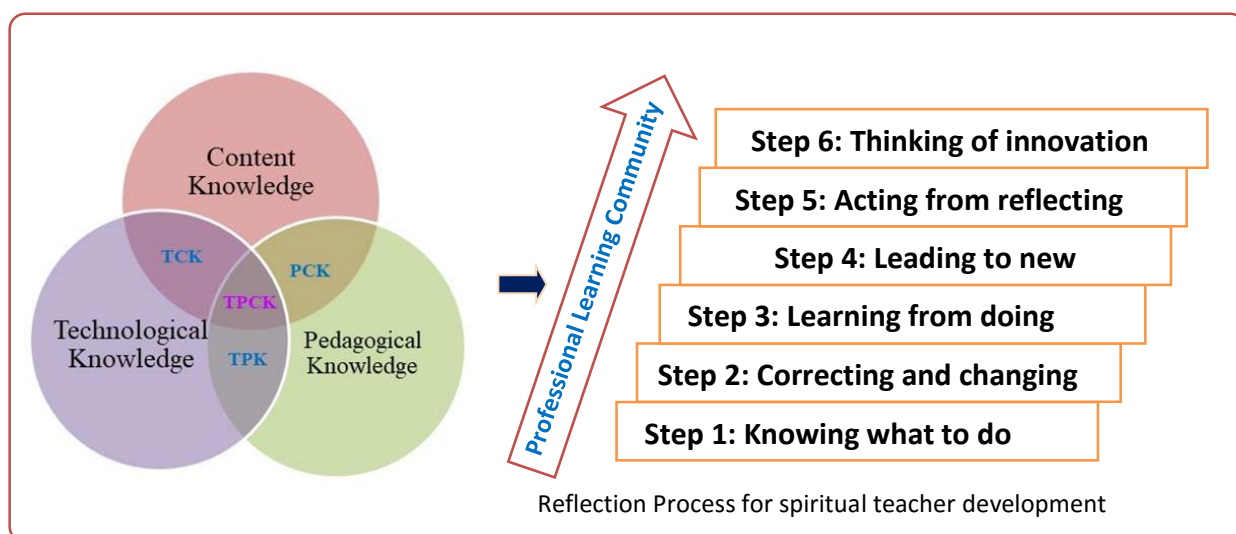 Content
Knowledge
TCK
PCK
TPCK
Technological
Knowledge
TPK
Pedagogical
Knowledge
Professional Learning Community
Step 6: Thinking of innovation
Step 5: Acting from reflecting
Step 4: Leading to new
Step 3: Learning from doing
Step 2: Correcting and changing
Step 1: Knowing what to do
Reflection Process for spiritual teacher development